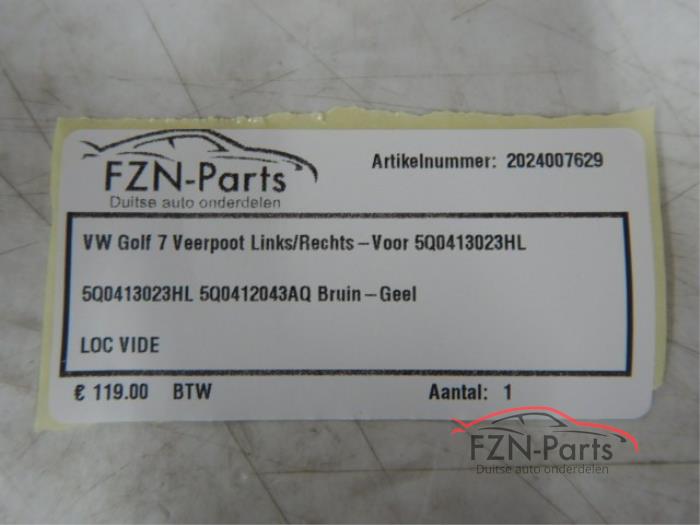 FZN-Parts
Duitse auto onderdelen
Artikelnummer: 2024007629
VW Golf 7 Veerpoot Links/Rechts-Voor 5Q0413023HL
5Q0413023HL 5Q0412043AQ Bruin-Geel
LOC VIDE
€ 119.00 BTW
Aantal: 1
FZN-Parts
Duitse auto onderdelen